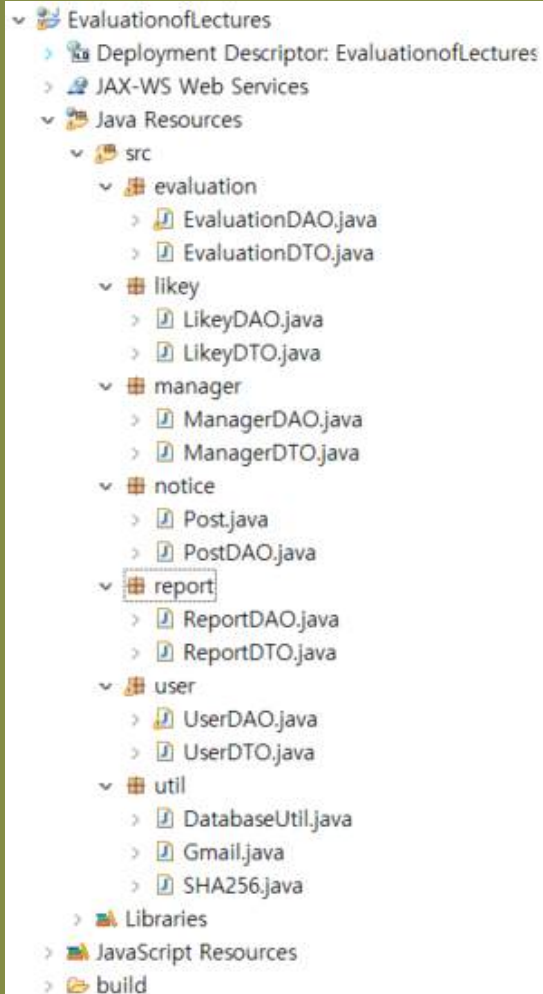 EvaluationofLectures
Deployment Descriptor: EvaluationofLectures
JAX-WS Web Services
Java Resources
src
evaluation
EvaluationDAO.java
EvaluationDTO.java
likey
LikeyDAO.java
LikeyDTO.java
manager
ManagerDAO.java
ManagerDTO.java
notice
Post.java
PostDAO.java
report
ReportDAO.java
ReportDTO.java
user
UserDAO.java
UserDTO.java
util
DatabaseUtil.java
Gmail.java
SHA256.java
Libraries
JavaScript Resources
build